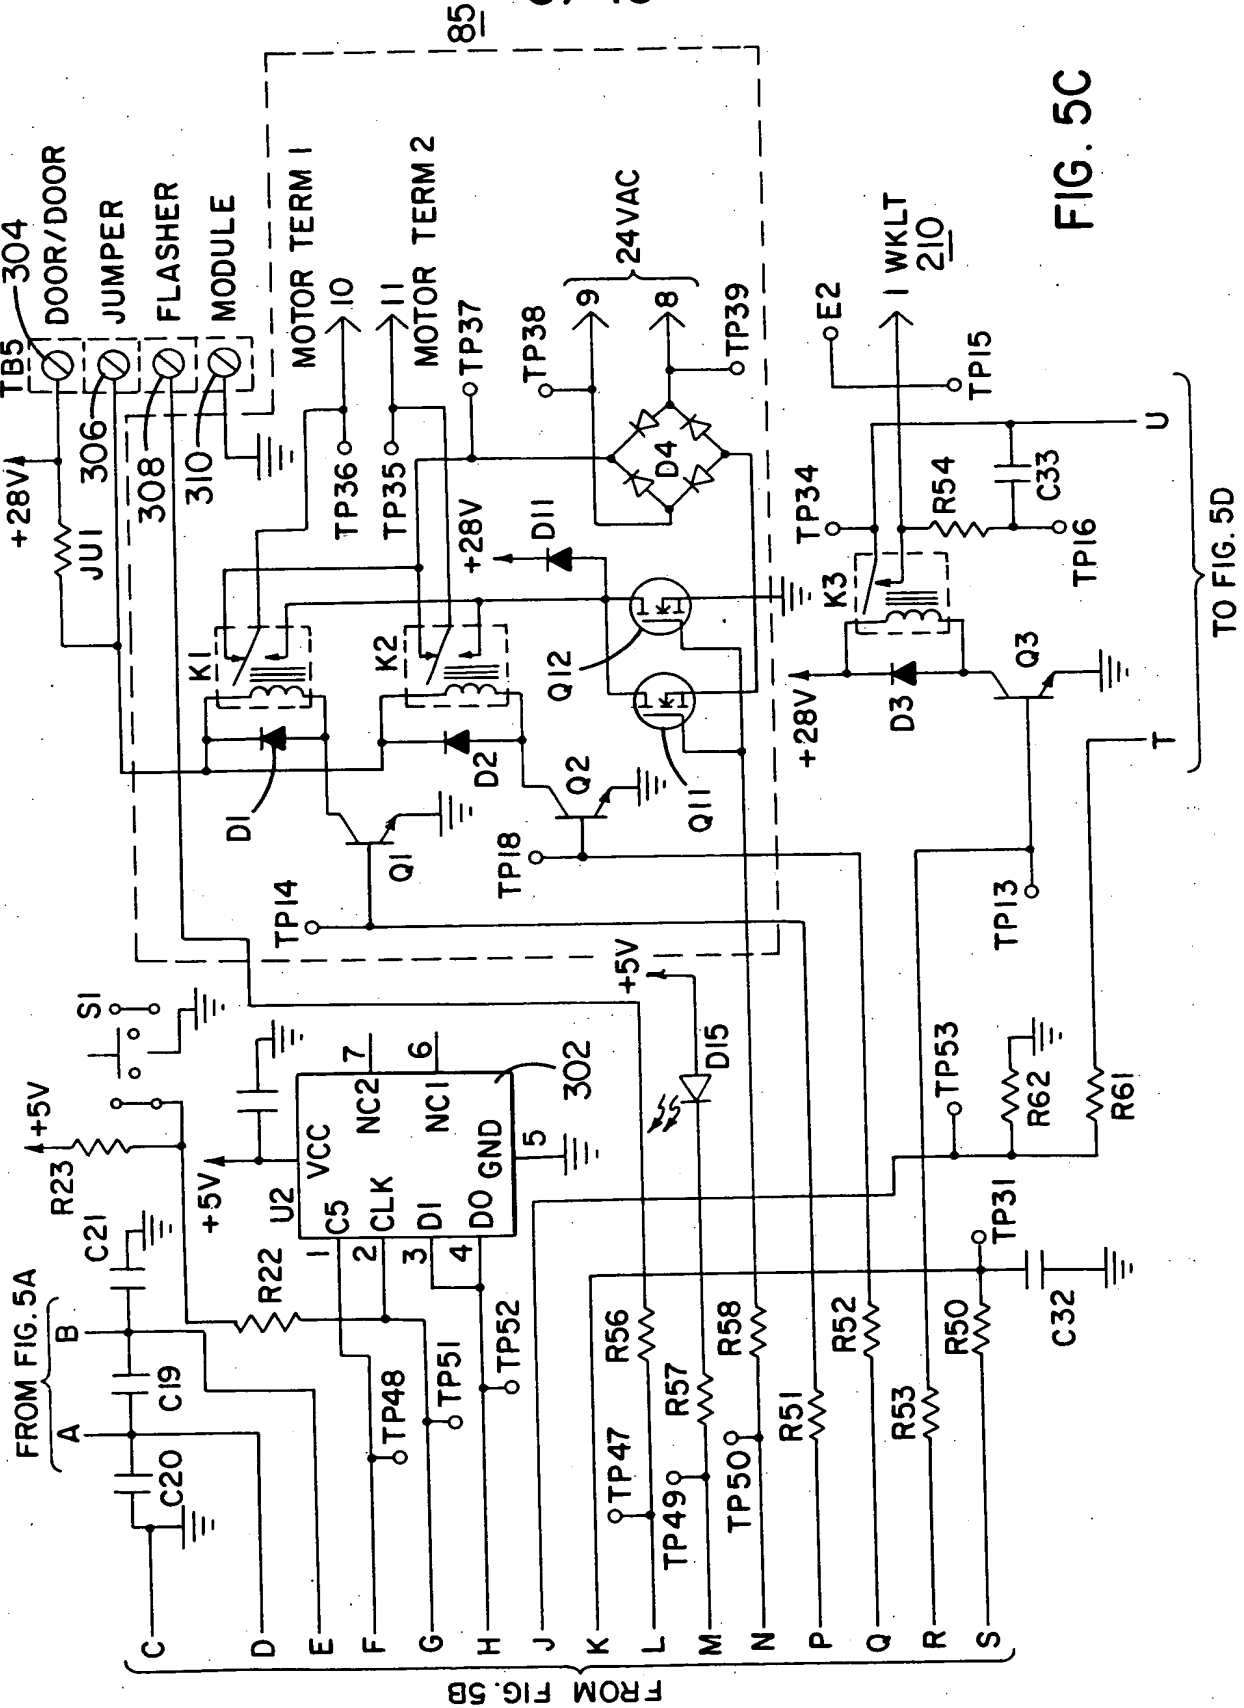 85
304
TB5
DOOR/DOOR
JUMPER
FLASHER
MODULE
+28V
JU1
306
308
310
MOTOR TERM 1
10
TP36
11
MOTOR TERM 2
TP35
TP37
TP38
24VAC
9
8
TP39
K1
K2
+28V
D11
D4
D1
D2
Q1
Q2
Q12
Q11
TP14
TP18
E2
1 WKLT
210
TP15
TP34
K3
R54
C33
TP16
+28V
D3
Q3
TP13
U
T
TO FIG. 5D
FIG. 5C
S1
+5V
R23
+5V
U2
VCC
C5
CLK
DI
DO
GND
NC2
NC1
1
2
3
4
5
6
7
302
+5V
D15
TP53
R62
R61
TP31
FROM FIG. 5A
A
B
C20
C19
C21
R22
TP48
TP51
TP52
R56
R57
R58
TP47
TP49
TP50
R51
R52
R53
R50
C32
C
D
E
F
G
H
J
K
L
M
N
P
Q
R
S
FROM FIG. 5B